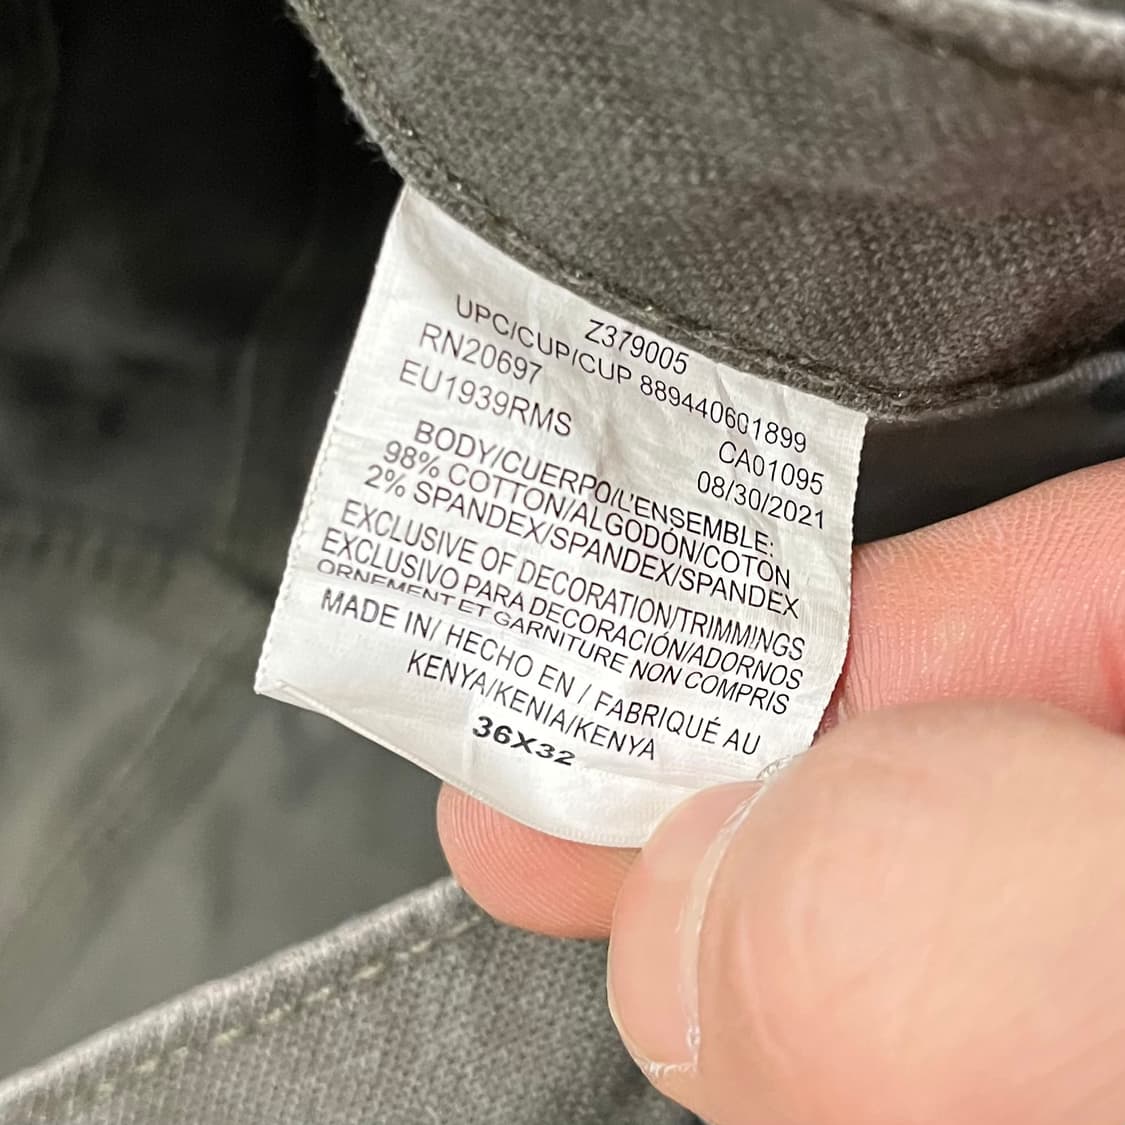 Z379005
UPC/CUP/CUP 889440601899
RN20697 CA01095
EU1939RMS 08/30/2021
BODY/CUERPO/L'ENSEMBLE:
98% COTTON/ALGODÓN/COTON
2% SPANDEX/SPANDEX/SPANDEX
EXCLUSIVE OF DECORATION/TRIMMINGS
EXCLUSIVO PARA DECORACIÓN/ADORNOS
ORNEMENT ET GARNITURE NON COMPRIS
MADE IN/ HECHO EN / FABRIQUÉ AU
KENYA/KENIA/KENYA
36X32